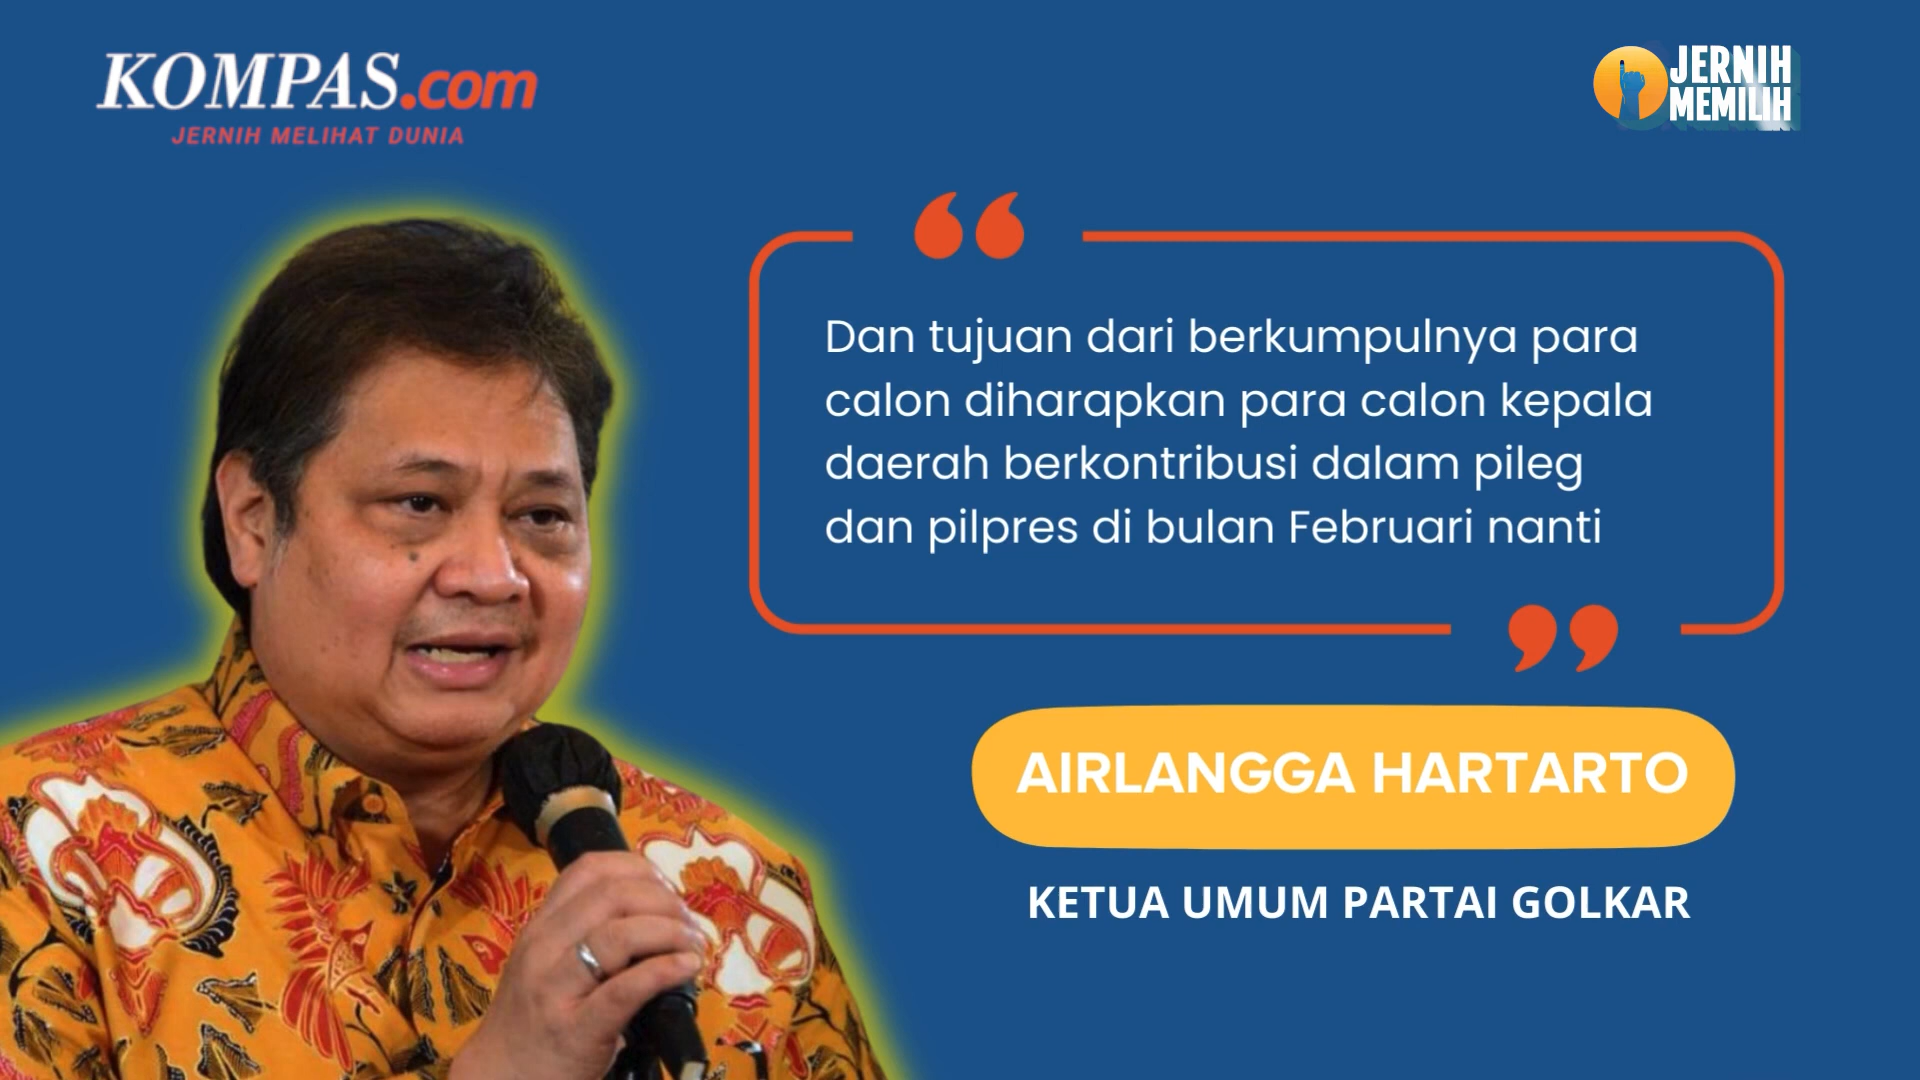 KOMPAS.com
JERNIH MELIHAT DUNIA
JERNIH
MEMILIH
“
Dan tujuan dari berkumpulnya para
calon diharapkan para calon kepala
daerah berkontribusi dalam pileg
dan pilpres di bulan Februari nanti
”
AIRLANGGA HARTARTO
KETUA UMUM PARTAI GOLKAR